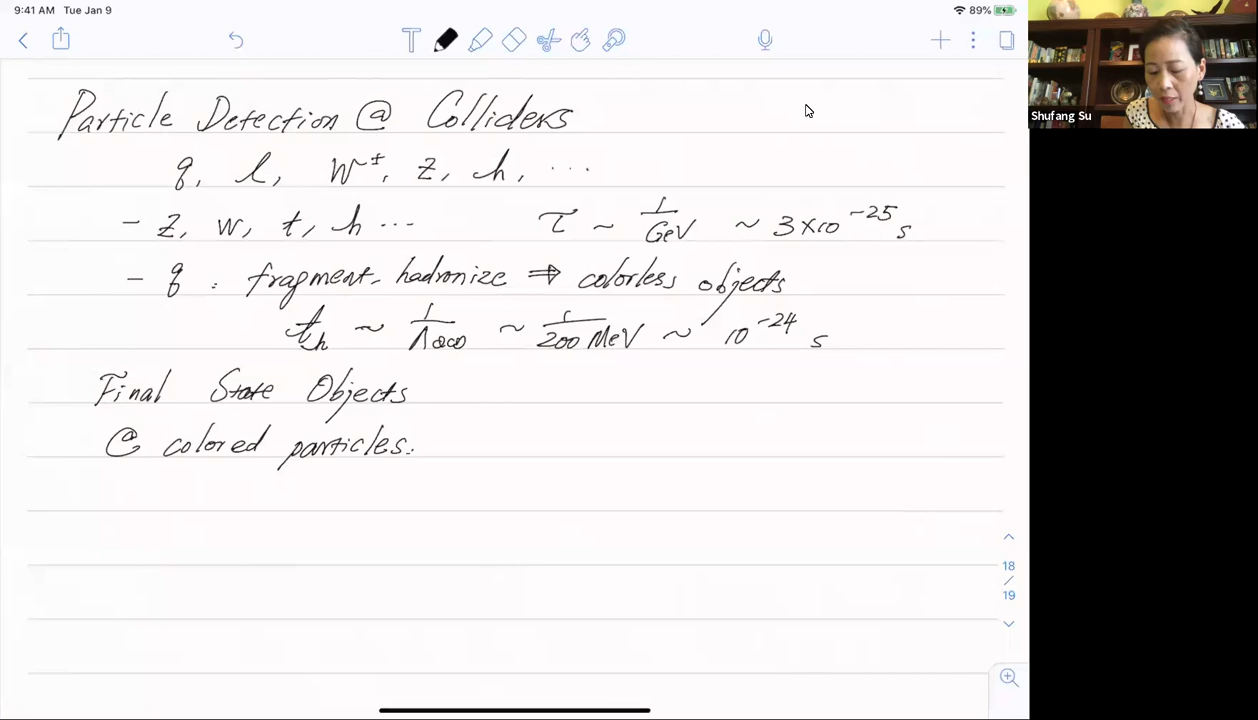 9:41 AM Tue Jan 9
89%
Particle Detection @ Colliders
q, l, W±, Z, h, ...
- Z, W, t, h ... τ ~ 1/GeV ~ 3×10^-25 s
- q : fragment, hadronize ⇒ colorless objects
t_h ~ 1/Λ_QCD ~ 1/200 MeV ~ 10^-24 s
Final State Objects
@ colored particles.
18
/
19
Shufang Su